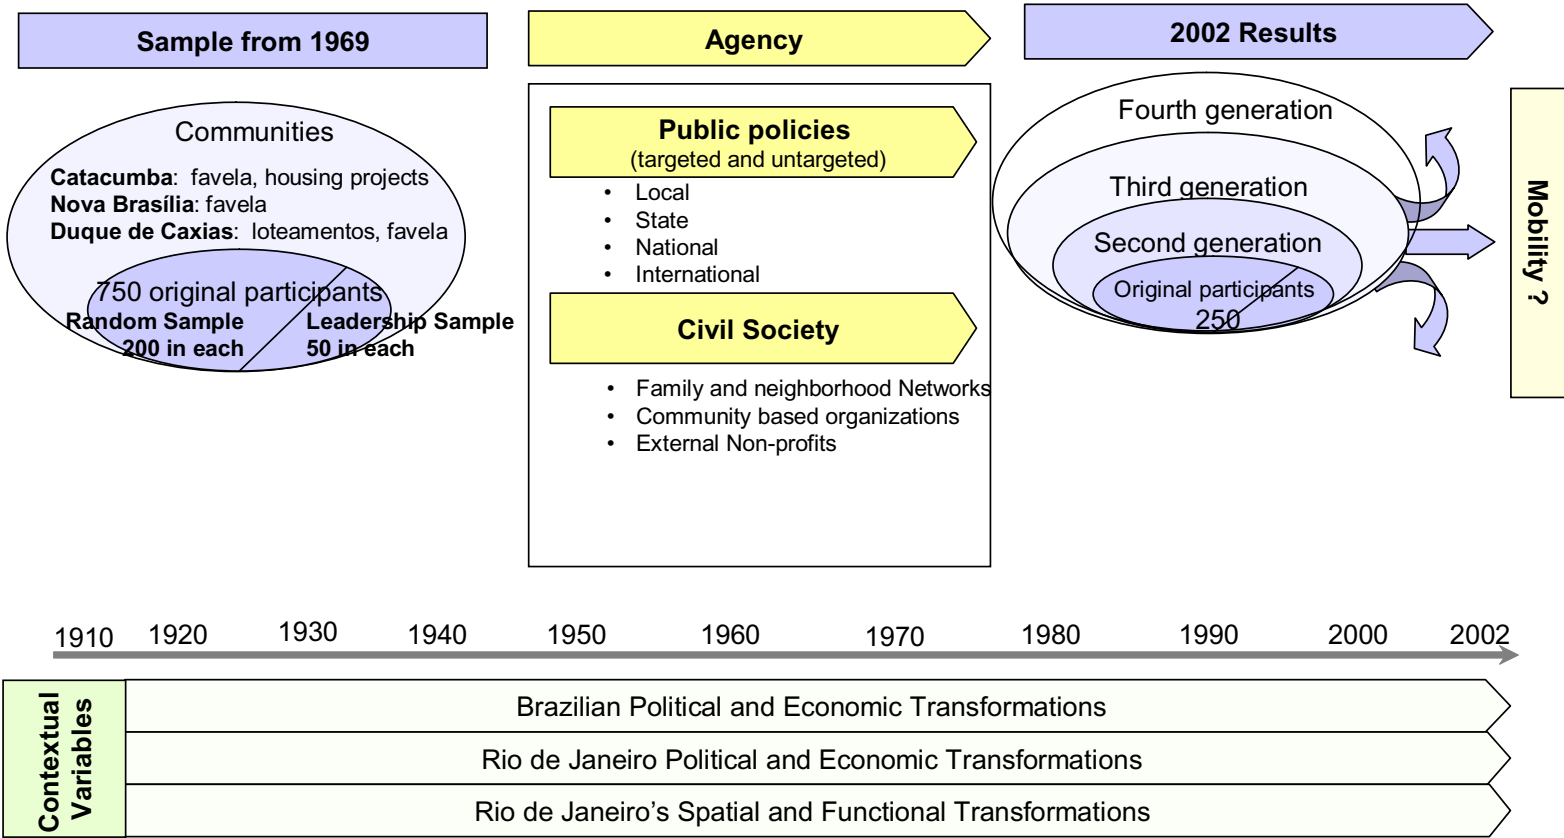 Sample from 1969
Communities
Catacumba: favela, housing projects
Nova Brasília: favela
Duque de Caxias: loteamentos, favela
750 original participants
Random Sample
200 in each
Leadership Sample
50 in each
Agency
Public policies
(targeted and untargeted)
• Local
• State
• National
• International
Civil Society
• Family and neighborhood Networks
• Community based organizations
• External Non-profits
2002 Results
Fourth generation
Third generation
Second generation
Original participants
250
Mobility ?
1910 1920 1930 1940 1950 1960 1970 1980 1990 2000 2002
Contextual
Variables
Brazilian Political and Economic Transformations
Rio de Janeiro Political and Economic Transformations
Rio de Janeiro’s Spatial and Functional Transformations